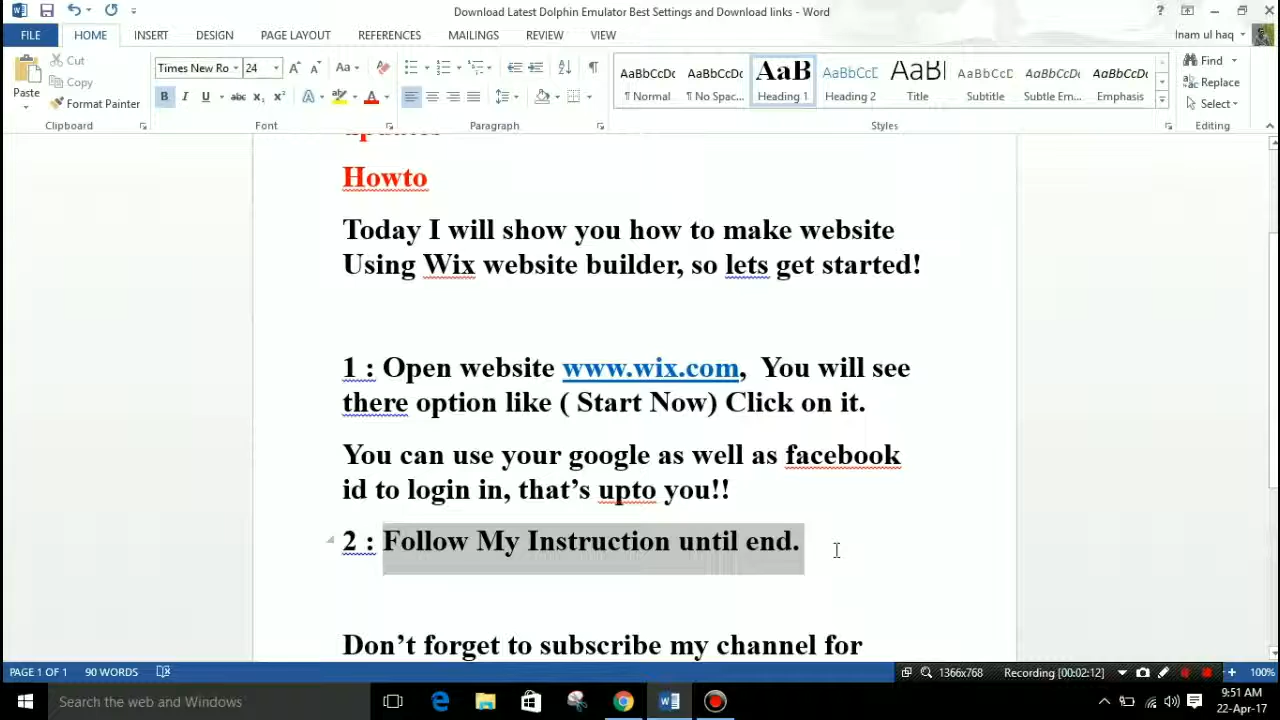 Download Latest Dolphin Emulator Best Settings and Download links - Word
FILE HOME INSERT DESIGN PAGE LAYOUT REFERENCES MAILINGS REVIEW VIEW Inam ul haq
Paste
Cut
Copy
Format Painter
Clipboard
Times New Ro 24
Font
Paragraph
AaBbCcDc AaBbCcDc AaB AaBbCcD AaB AaBbCcD AaBbCcDc AaBbCcDc
¶ Normal ¶ No Spac... Heading 1 Heading 2 Title Subtitle Subtle Em... Emphasis
Styles
Find
Replace
Select
Editing
Howto
Today I will show you how to make website
Using Wix website builder, so lets get started!
1 : Open website www.wix.com, You will see
there option like ( Start Now) Click on it.
You can use your google as well as facebook
id to login in, that’s upto you!!
2 : Follow My Instruction until end.
Don’t forget to subscribe my channel for
PAGE 1 OF 1 90 WORDS 1366x768 Recording [00:02:12] 100%
Search the web and Windows
9:51 AM
22-Apr-17